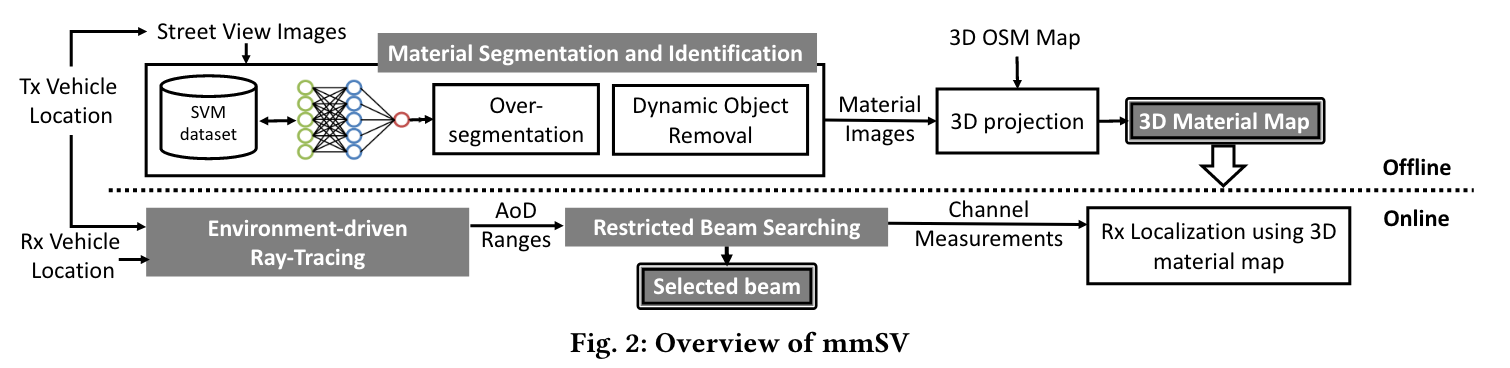 Street View Images
Material Segmentation and Identification
3D OSM Map
Tx Vehicle
Location
SVM
dataset
Over-
segmentation
Dynamic Object
Removal
Material
Images
3D projection
3D Material Map
Offline
Online
Rx Vehicle
Location
Environment-driven
Ray-Tracing
AoD
Ranges
Restricted Beam Searching
Selected beam
Channel
Measurements
Rx Localization using 3D
material map
Fig. 2: Overview of mmSV